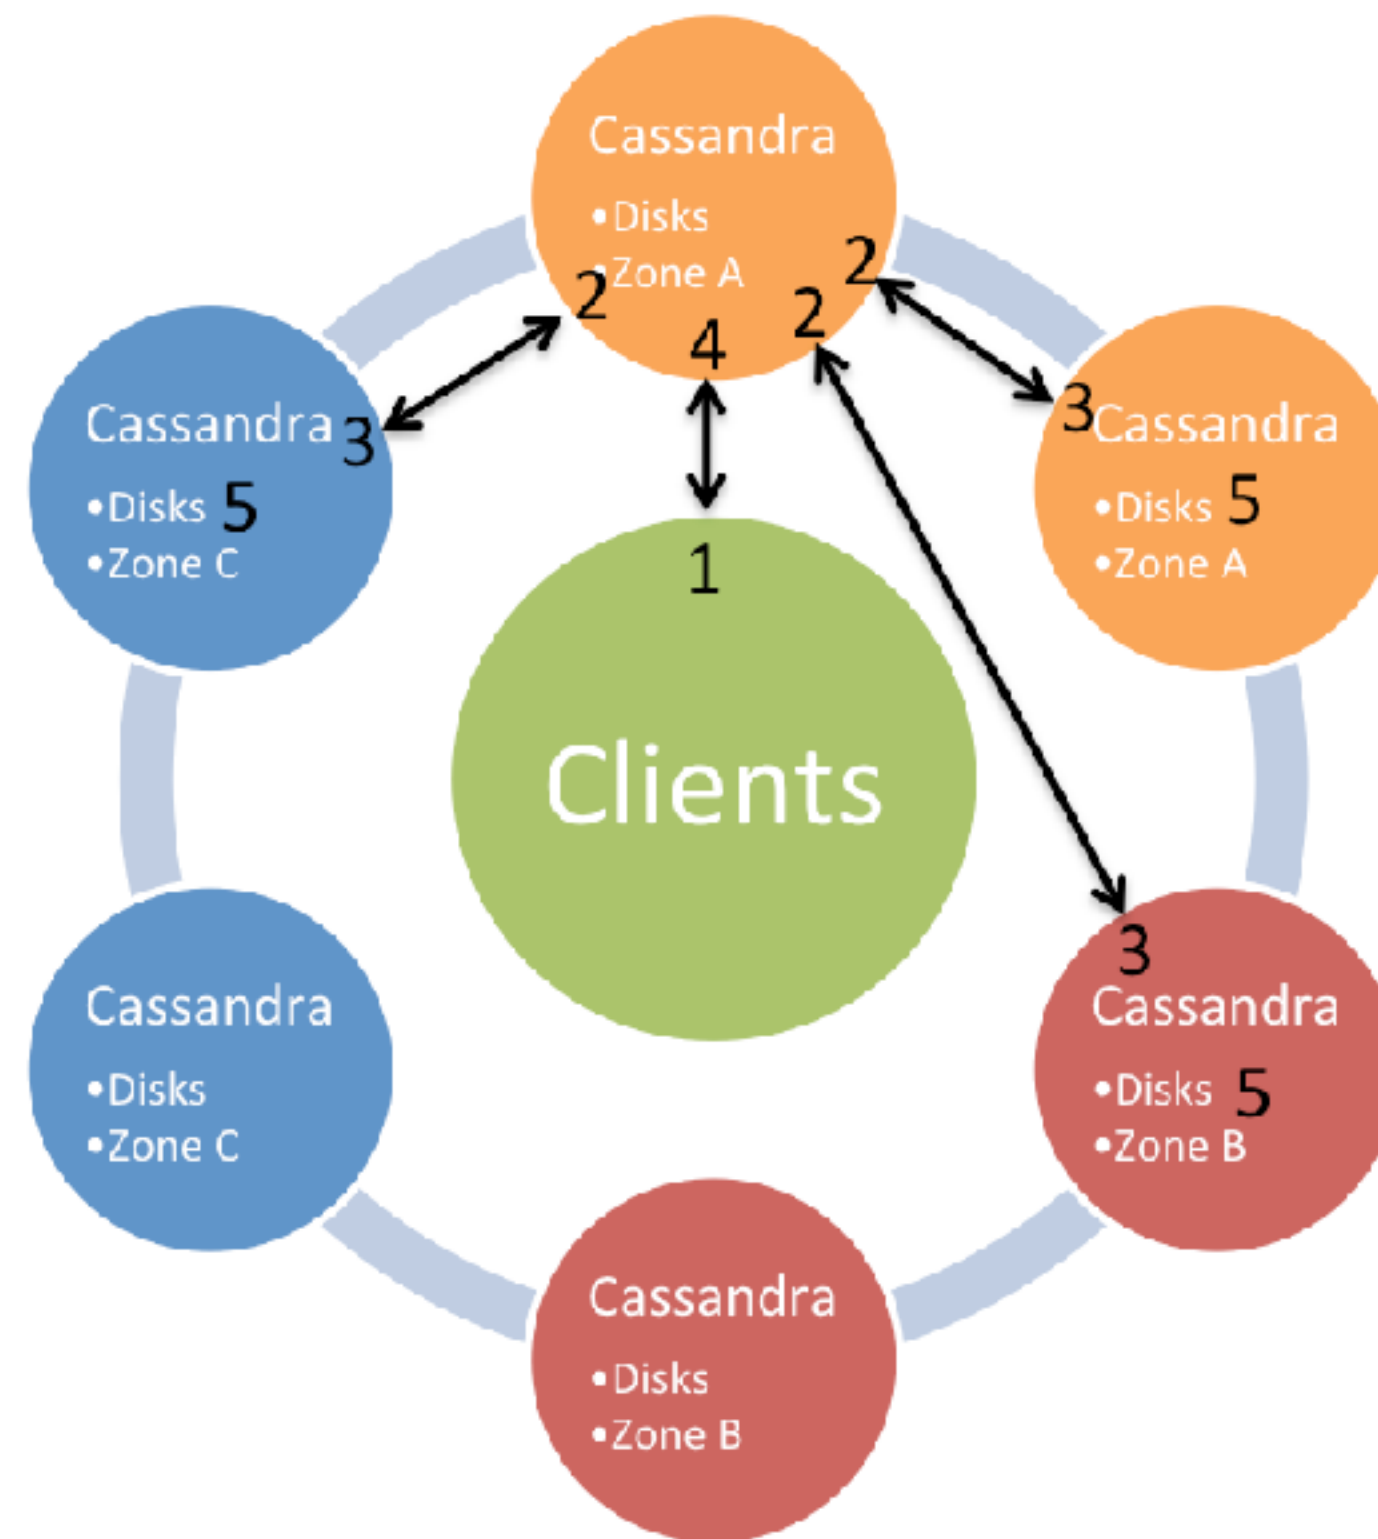 Cassandra
•Disks
•Zone A
2
2
2
4
Cassandra
3
•Disks 5
•Zone C
3
Cassandra
•Disks 5
•Zone A
1
Clients
3
Cassandra
•Disks 5
•Zone B
Cassandra
•Disks
•Zone C
Cassandra
•Disks
•Zone B